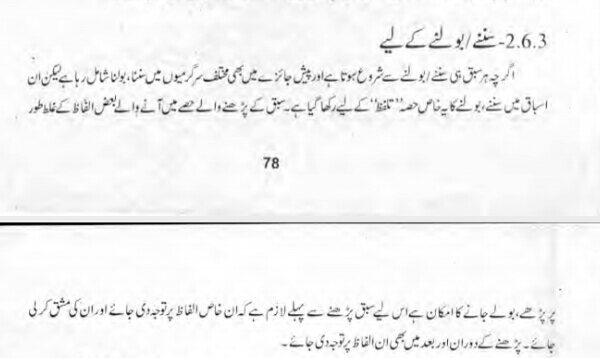 2.6.3- سننے/بولنے کے لیے
اگرچہ ہر سبق ہی سننے/بولنے سے شروع ہوتا ہے اور پیش جائزے میں بھی مختلف سرگرمیوں میں سننا، بولنا شامل رہا ہے لیکن ان
اسباق میں سننے، بولنے کا یہ خاص حصہ ”تلفظ“ کے لیے رکھا گیا ہے۔ سبق کے پڑھنے والے حصے میں آنے والے بعض الفاظ کے غلط طور
78
پر پڑھے، بولے جانے کا امکان ہے اس لیے سبق پڑھنے سے پہلے لازم ہے کہ ان خاص الفاظ پر توجہ دی جائے اور ان کی مشق کر لی
جائے۔ پڑھنے کے دوران اور بعد میں بھی ان الفاظ پر توجہ دی جائے۔